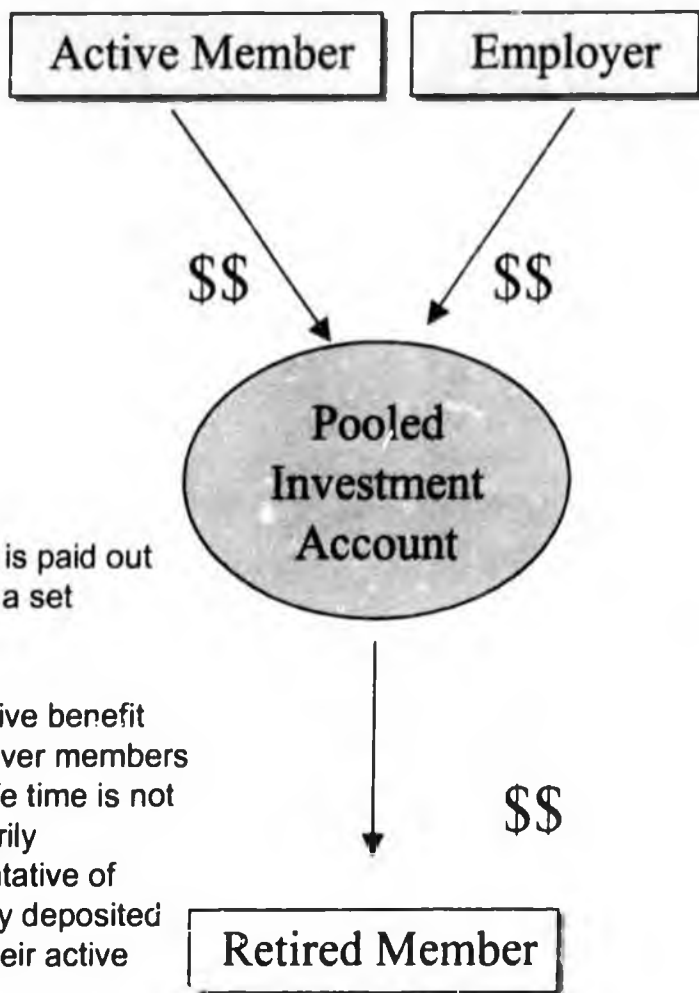 Active Member
Employer
$$
$$
Pooled
Investment
Account
is paid out
a set
ive benefit
ver members
e time is not
rily
tative of
y deposited
eir active
$$
Retired Member